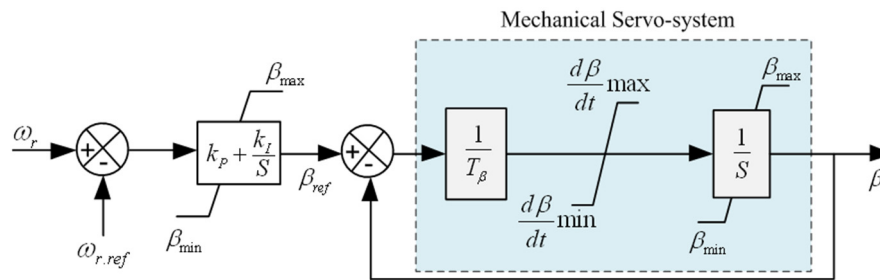 Mechanical Servo-system
ω_r
+
-
ω_{r.ref}
β_max
k_P + k_I/S
β_min
β_ref
+
-
1/T_β
dβ/dt max
dβ/dt min
β_max
1/S
β_min
β